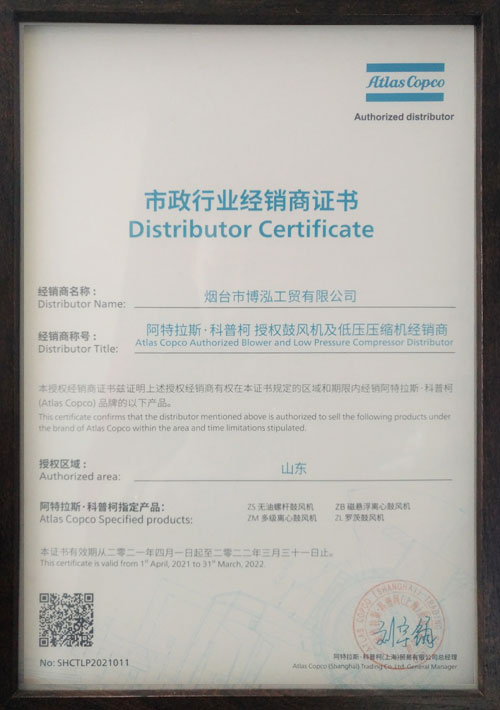 Atlas Copco
Authorized distributor
市政行业经销商证书
Distributor Certificate
经销商名称：
Distributor Name:
烟台市博泓工贸有限公司
经销商称号：
Distributor Title:
阿特拉斯·科普柯 授权鼓风机及低压压缩机经销商
Atlas Copco Authorized Blower and Low Pressure Compressor Distributor
本授权经销商证书兹证明上述授权经销商有权在本证书规定的区域和期限内经销阿特拉斯·科普柯
(Atlas Copco) 品牌的以下产品。
This certificate confirms that the distributor mentioned above is authorized to sell the following products under
the brand of Atlas Copco within the area and time limitations stipulated.
授权区域：
Authorized area:
山东
阿特拉斯·科普柯指定产品：
Atlas Copco Specified products:
ZS 无油螺杆鼓风机 ZB 磁悬浮离心鼓风机
ZM 多级离心鼓风机 ZL 罗茨鼓风机
本证书有效期从二零二一年四月一日起至二零二二年三月三十一日止。
This certificate is valid from 1st April, 2021 to 31st March, 2022.
No: SHCTLP2021011
阿特拉斯·科普柯(上海)贸易有限公司总经理
Atlas Copco (Shanghai) Trading Co.,Ltd. General Manager